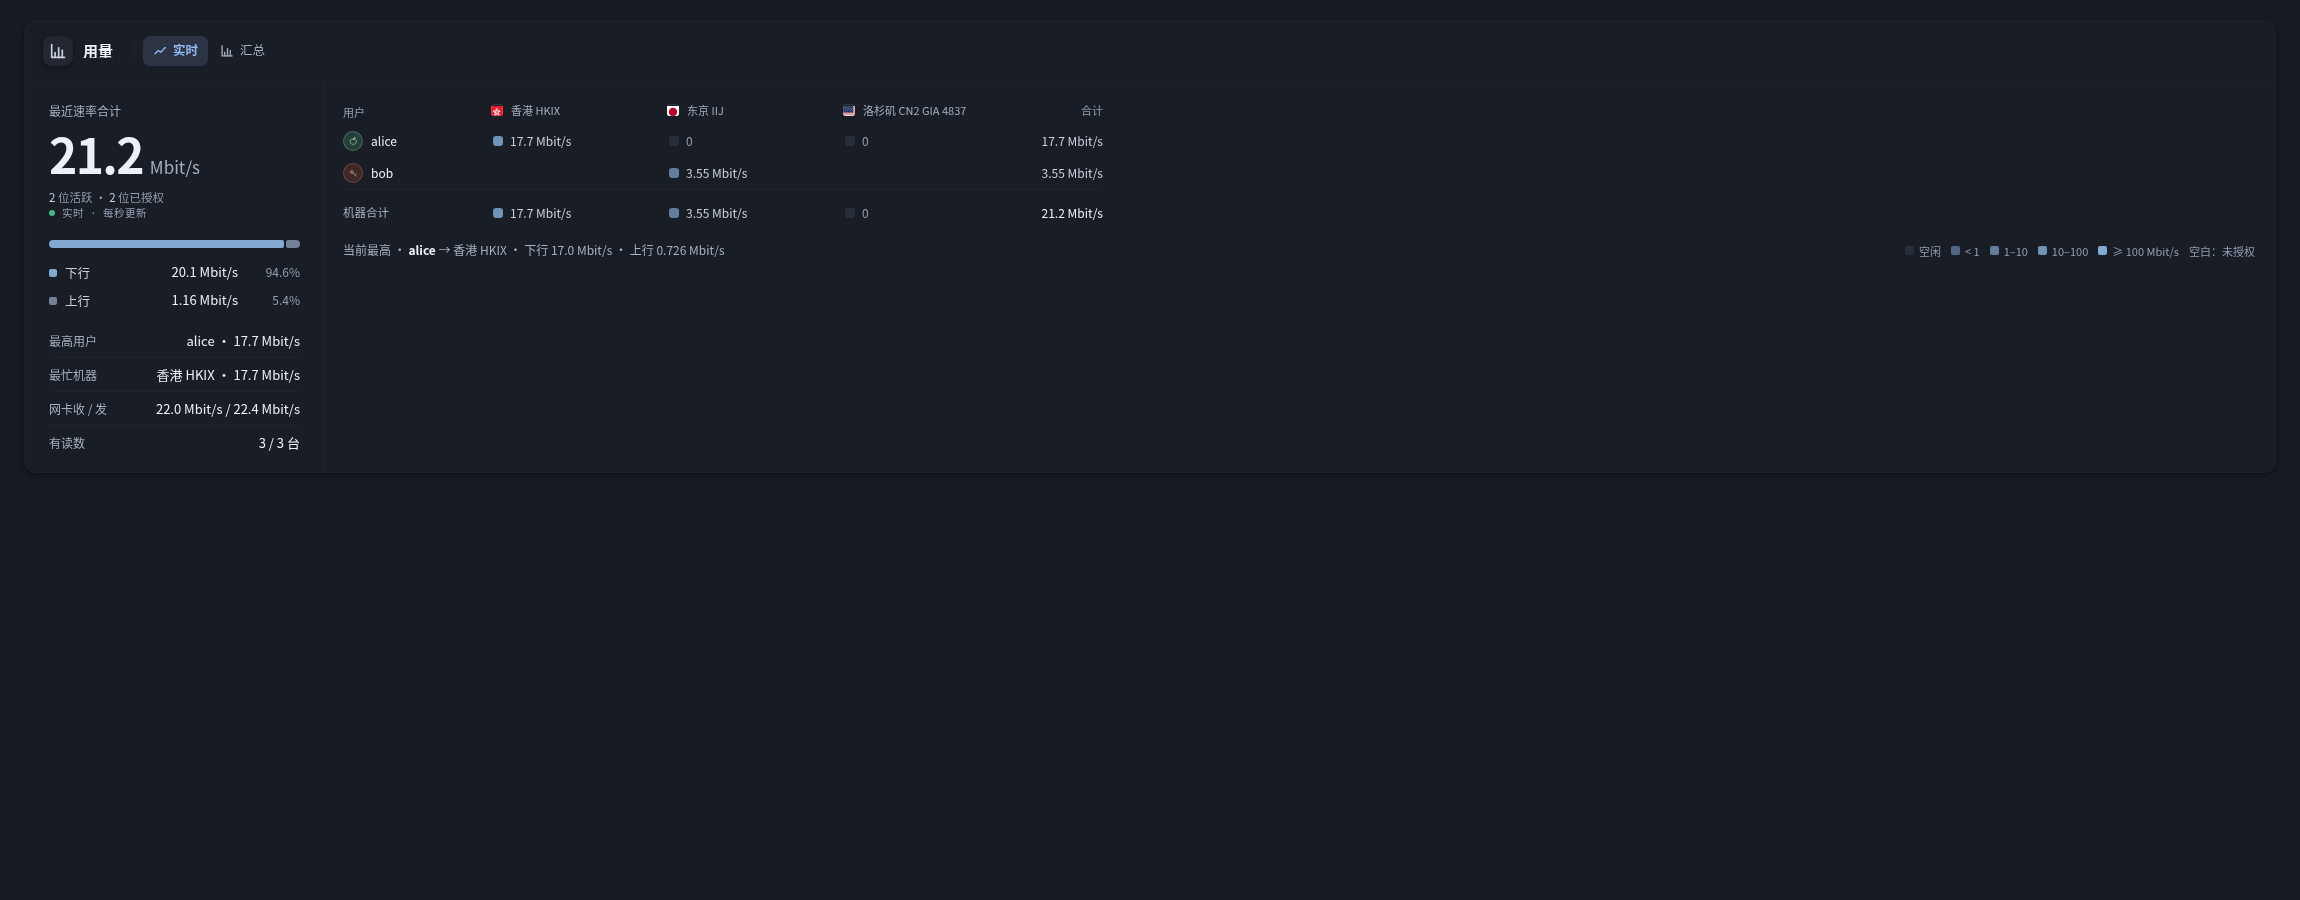 用量 实时 汇总
最近速率合计
21.2 Mbit/s
2 位活跃 · 2 位已授权
实时 · 每秒更新
下行 20.1 Mbit/s 94.6%
上行 1.16 Mbit/s 5.4%
最高用户 alice · 17.7 Mbit/s
最忙机器 香港 HKIX · 17.7 Mbit/s
网卡收 / 发 22.0 Mbit/s / 22.4 Mbit/s
有读数 3 / 3 台
用户 香港 HKIX 东京 IIJ 洛杉矶 CN2 GIA 4837 合计
alice 17.7 Mbit/s 0 0 17.7 Mbit/s
bob 3.55 Mbit/s 3.55 Mbit/s
机器合计 17.7 Mbit/s 3.55 Mbit/s 0 21.2 Mbit/s
当前最高 · alice → 香港 HKIX · 下行 17.0 Mbit/s · 上行 0.726 Mbit/s
空闲 < 1 1–10 10–100 ≥ 100 Mbit/s 空白：未授权